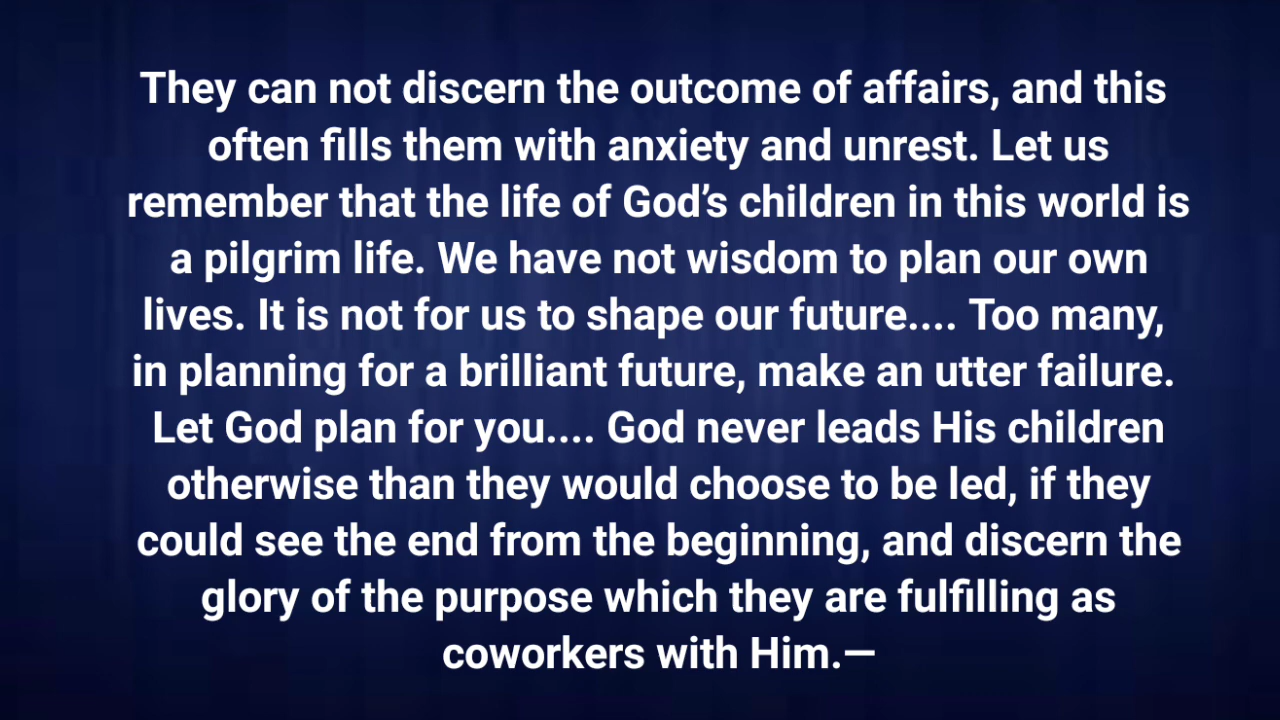 They can not discern the outcome of affairs, and this
often fills them with anxiety and unrest. Let us
remember that the life of God’s children in this world is
a pilgrim life. We have not wisdom to plan our own
lives. It is not for us to shape our future.... Too many,
in planning for a brilliant future, make an utter failure.
Let God plan for you.... God never leads His children
otherwise than they would choose to be led, if they
could see the end from the beginning, and discern the
glory of the purpose which they are fulfilling as
coworkers with Him.—